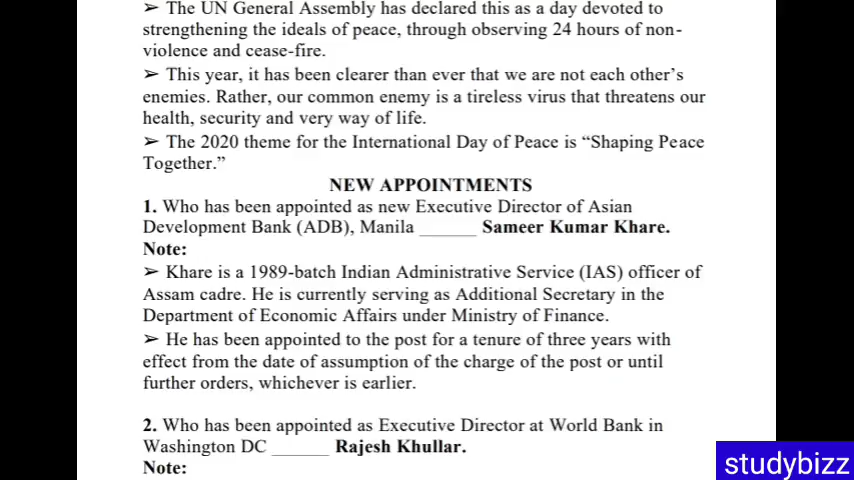 ➢ The UN General Assembly has declared this as a day devoted to
strengthening the ideals of peace, through observing 24 hours of non-
violence and cease-fire.
➢ This year, it has been clearer than ever that we are not each other's
enemies. Rather, our common enemy is a tireless virus that threatens our
health, security and very way of life.
➢ The 2020 theme for the International Day of Peace is “Shaping Peace
Together.”
NEW APPOINTMENTS
1. Who has been appointed as new Executive Director of Asian
Development Bank (ADB), Manila ______ Sameer Kumar Khare.
Note:
➢ Khare is a 1989-batch Indian Administrative Service (IAS) officer of
Assam cadre. He is currently serving as Additional Secretary in the
Department of Economic Affairs under Ministry of Finance.
➢ He has been appointed to the post for a tenure of three years with
effect from the date of assumption of the charge of the post or until
further orders, whichever is earlier.
2. Who has been appointed as Executive Director at World Bank in
Washington DC ______ Rajesh Khullar.
Note:
studybizz